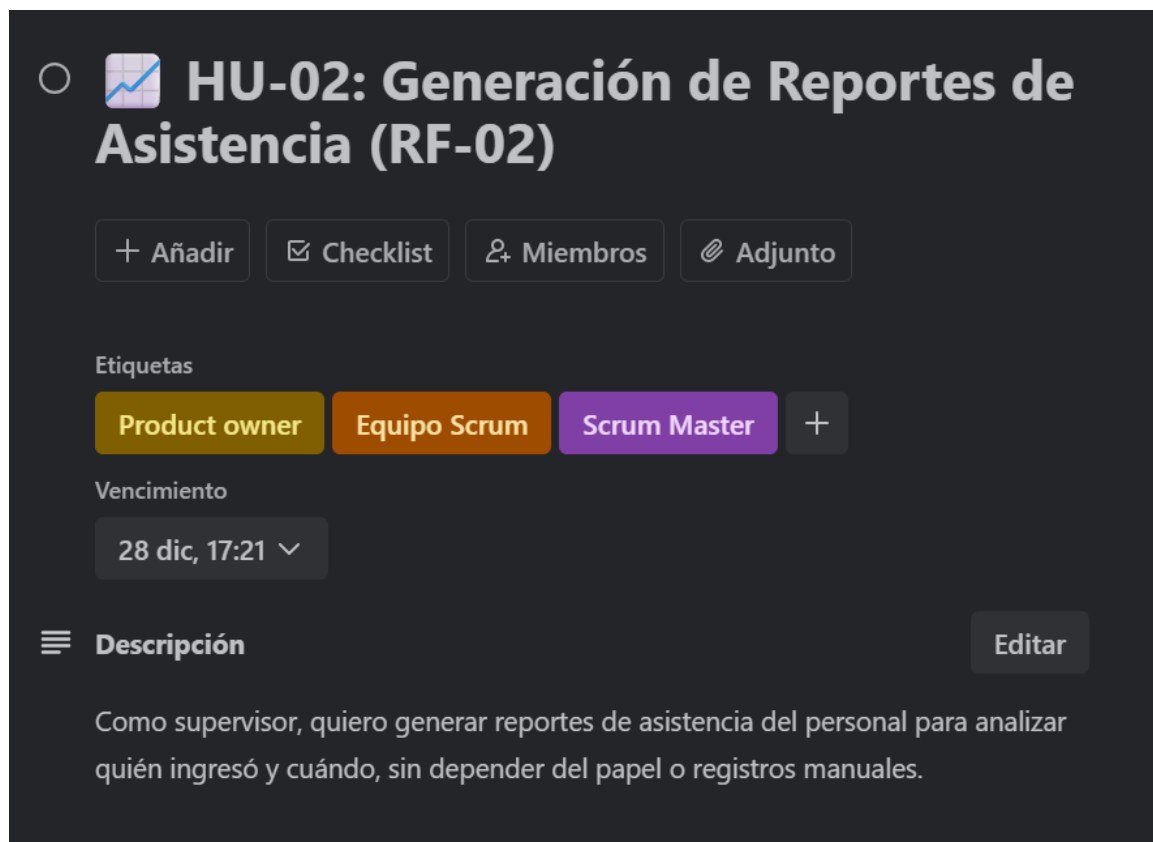 HU-02: Generación de Reportes de
Asistencia (RF-02)
Añadir
Checklist
Miembros
Adjunto
Etiquetas
Product owner
Equipo Scrum
Scrum Master
Vencimiento
28 dic, 17:21
Descripción
Editar
Como supervisor, quiero generar reportes de asistencia del personal para analizar
quién ingresó y cuándo, sin depender del papel o registros manuales.